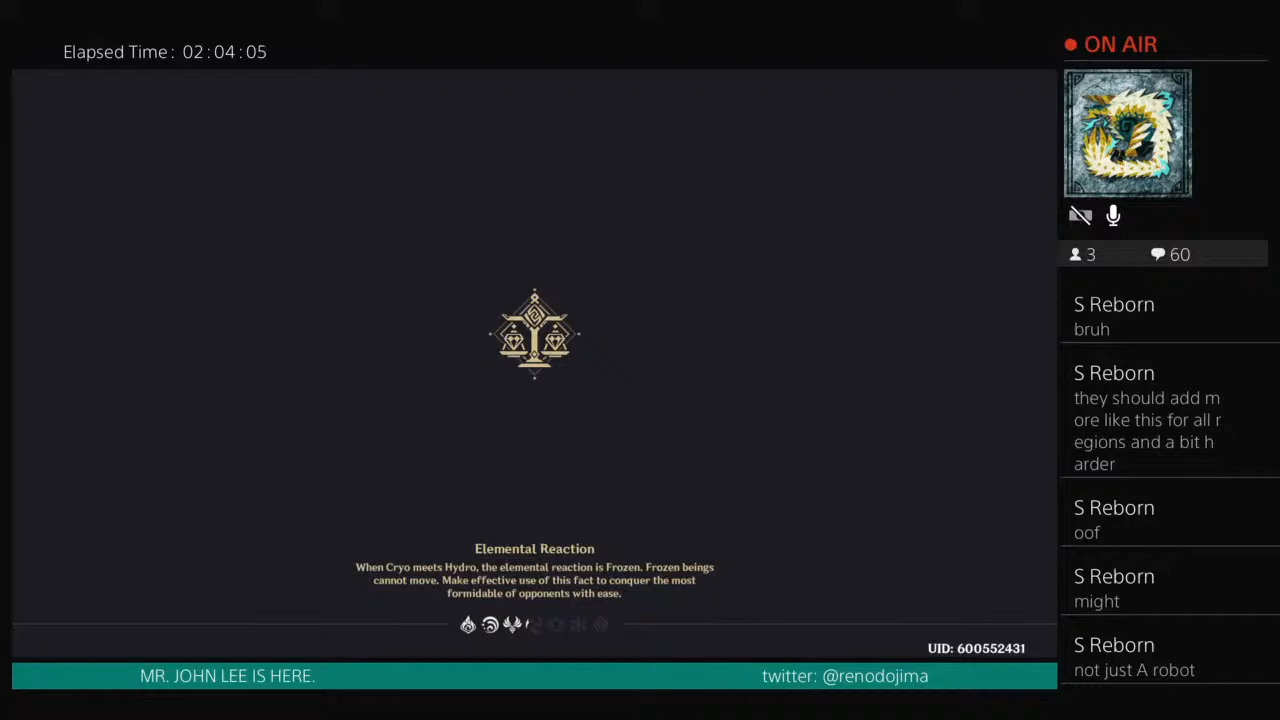 Elapsed Time: 02:04:05
ON AIR
3 60
S Reborn
bruh
S Reborn
they should add m
ore like this for all r
egions and a bit h
arder
S Reborn
oof
S Reborn
might
S Reborn
not just A robot
Elemental Reaction
When Cryo meets Hydro, the elemental reaction is Frozen. Frozen beings
cannot move. Make effective use of this fact to conquer the most
formidable of opponents with ease.
UID: 600552431
MR. JOHN LEE IS HERE.
twitter: @renodojima